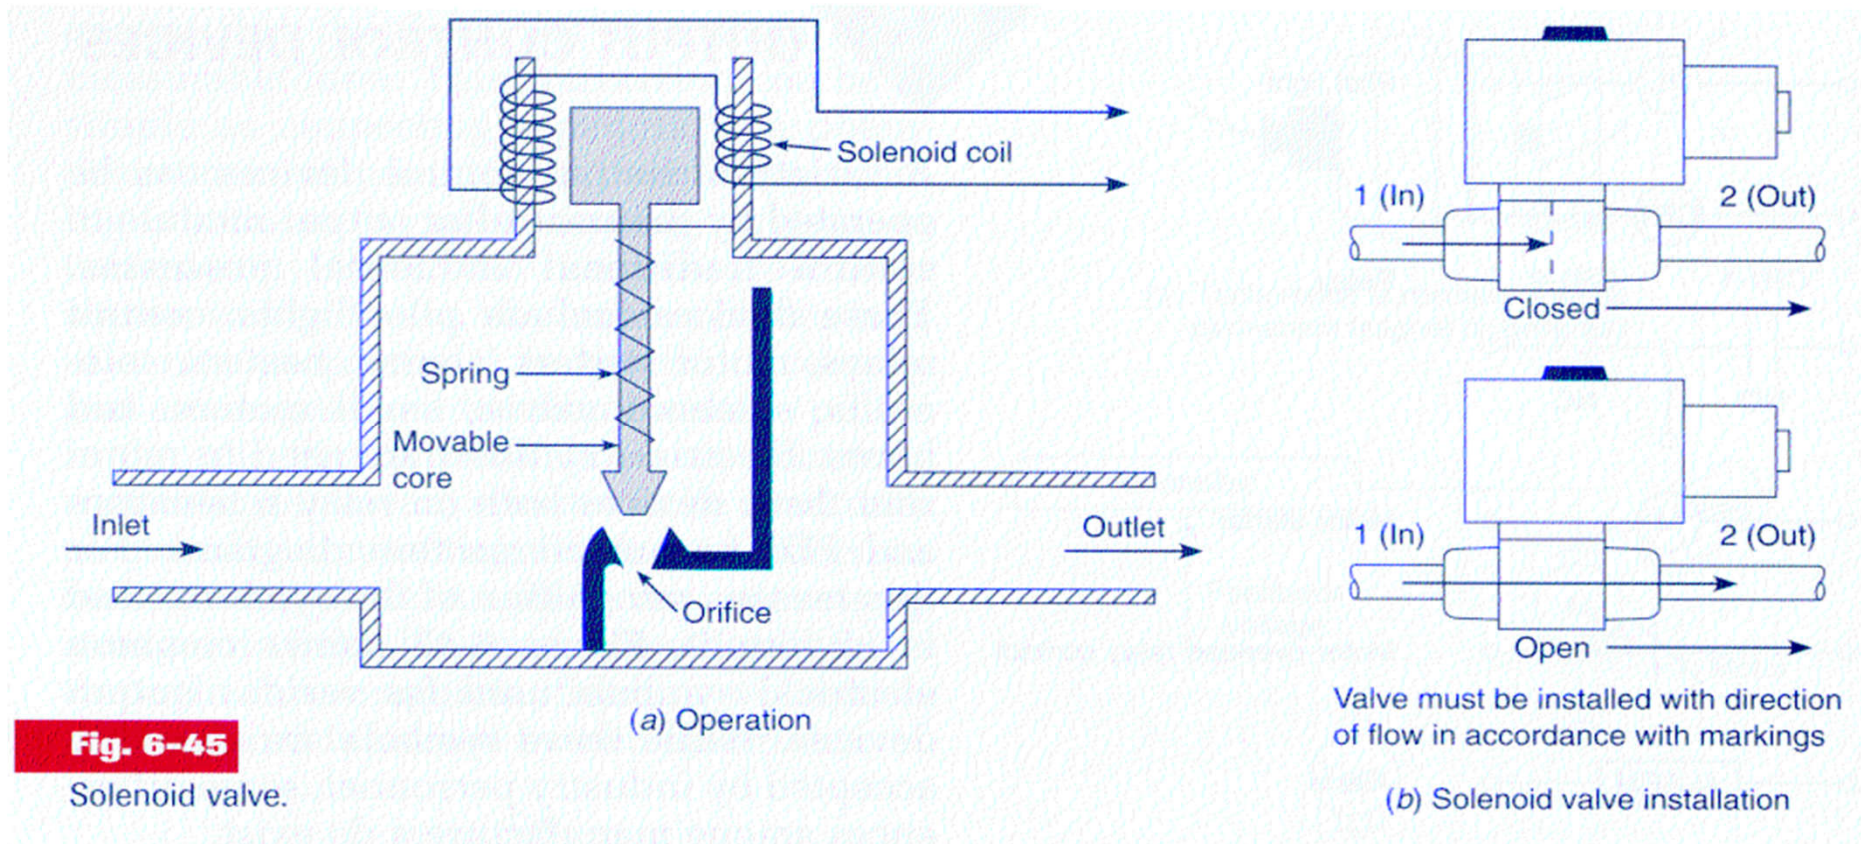 Solenoid coil
Spring
Movable
core
Inlet
Outlet
Orifice
(a) Operation
1 (In)
2 (Out)
Closed
1 (In)
2 (Out)
Open
Valve must be installed with direction
of flow in accordance with markings
(b) Solenoid valve installation
Fig. 6-45
Solenoid valve.